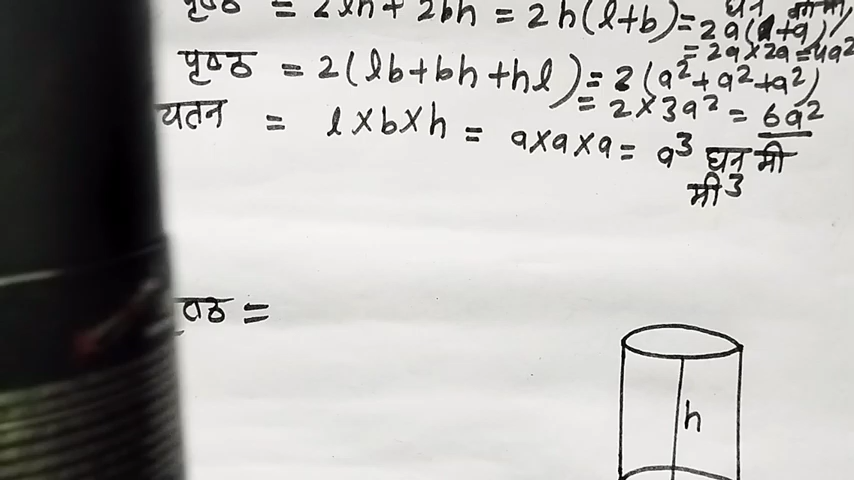 पृष्ठ = 2lh + 2bh = 2h(l+b) = 2a(a+a)
= 2a×2a=4a²
पृष्ठ = 2(lb+bh+hl) = 2(a²+a²+a²)
= 2×3a² = 6a²
यतन = l×b×h = a×a×a = a³ घन मी
मी³
पृष्ठ =
h